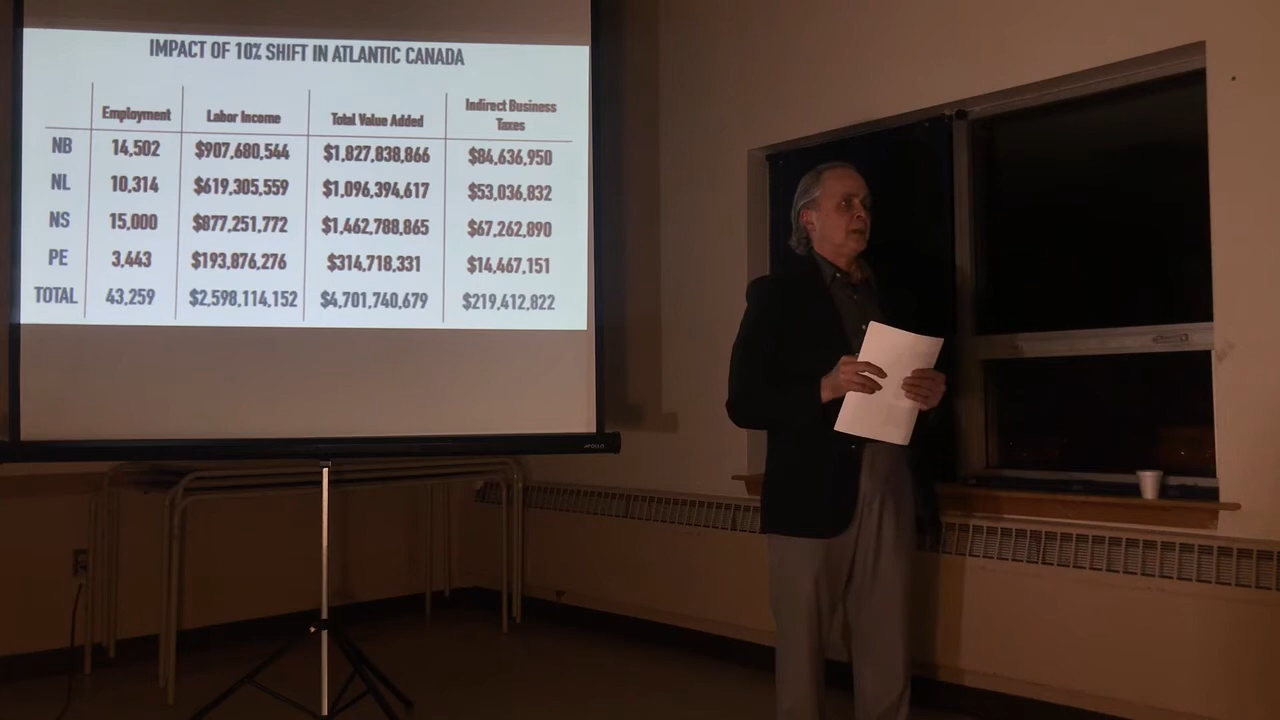 IMPACT OF 10% SHIFT IN ATLANTIC CANADA
Employment Labor Income Total Value Added Indirect Business Taxes
NB 14,502 $907,680,544 $1,827,838,866 $84,636,950
NL 10,314 $619,305,559 $1,096,394,617 $53,036,832
NS 15,000 $877,251,772 $1,462,788,865 $67,262,890
PE 3,443 $193,876,276 $314,718,331 $14,467,151
TOTAL 43,259 $2,598,114,152 $4,701,740,679 $219,412,822
APOLLO